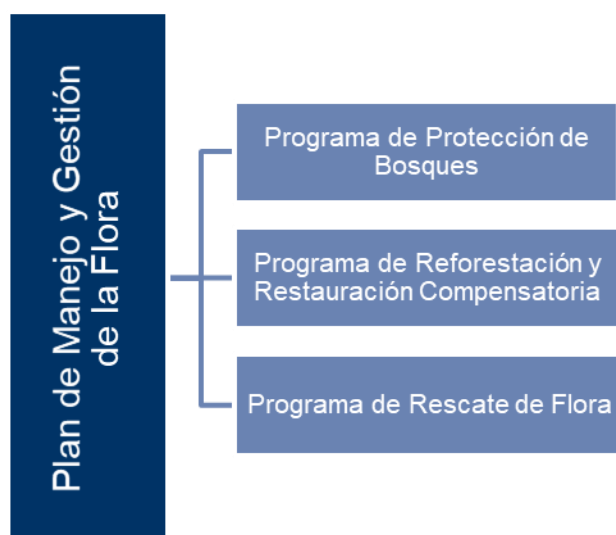 Plan de Manejo y Gestión
de la Flora
Programa de Protección de
Bosques
Programa de Reforestación y
Restauración Compensatoria
Programa de Rescate de Flora